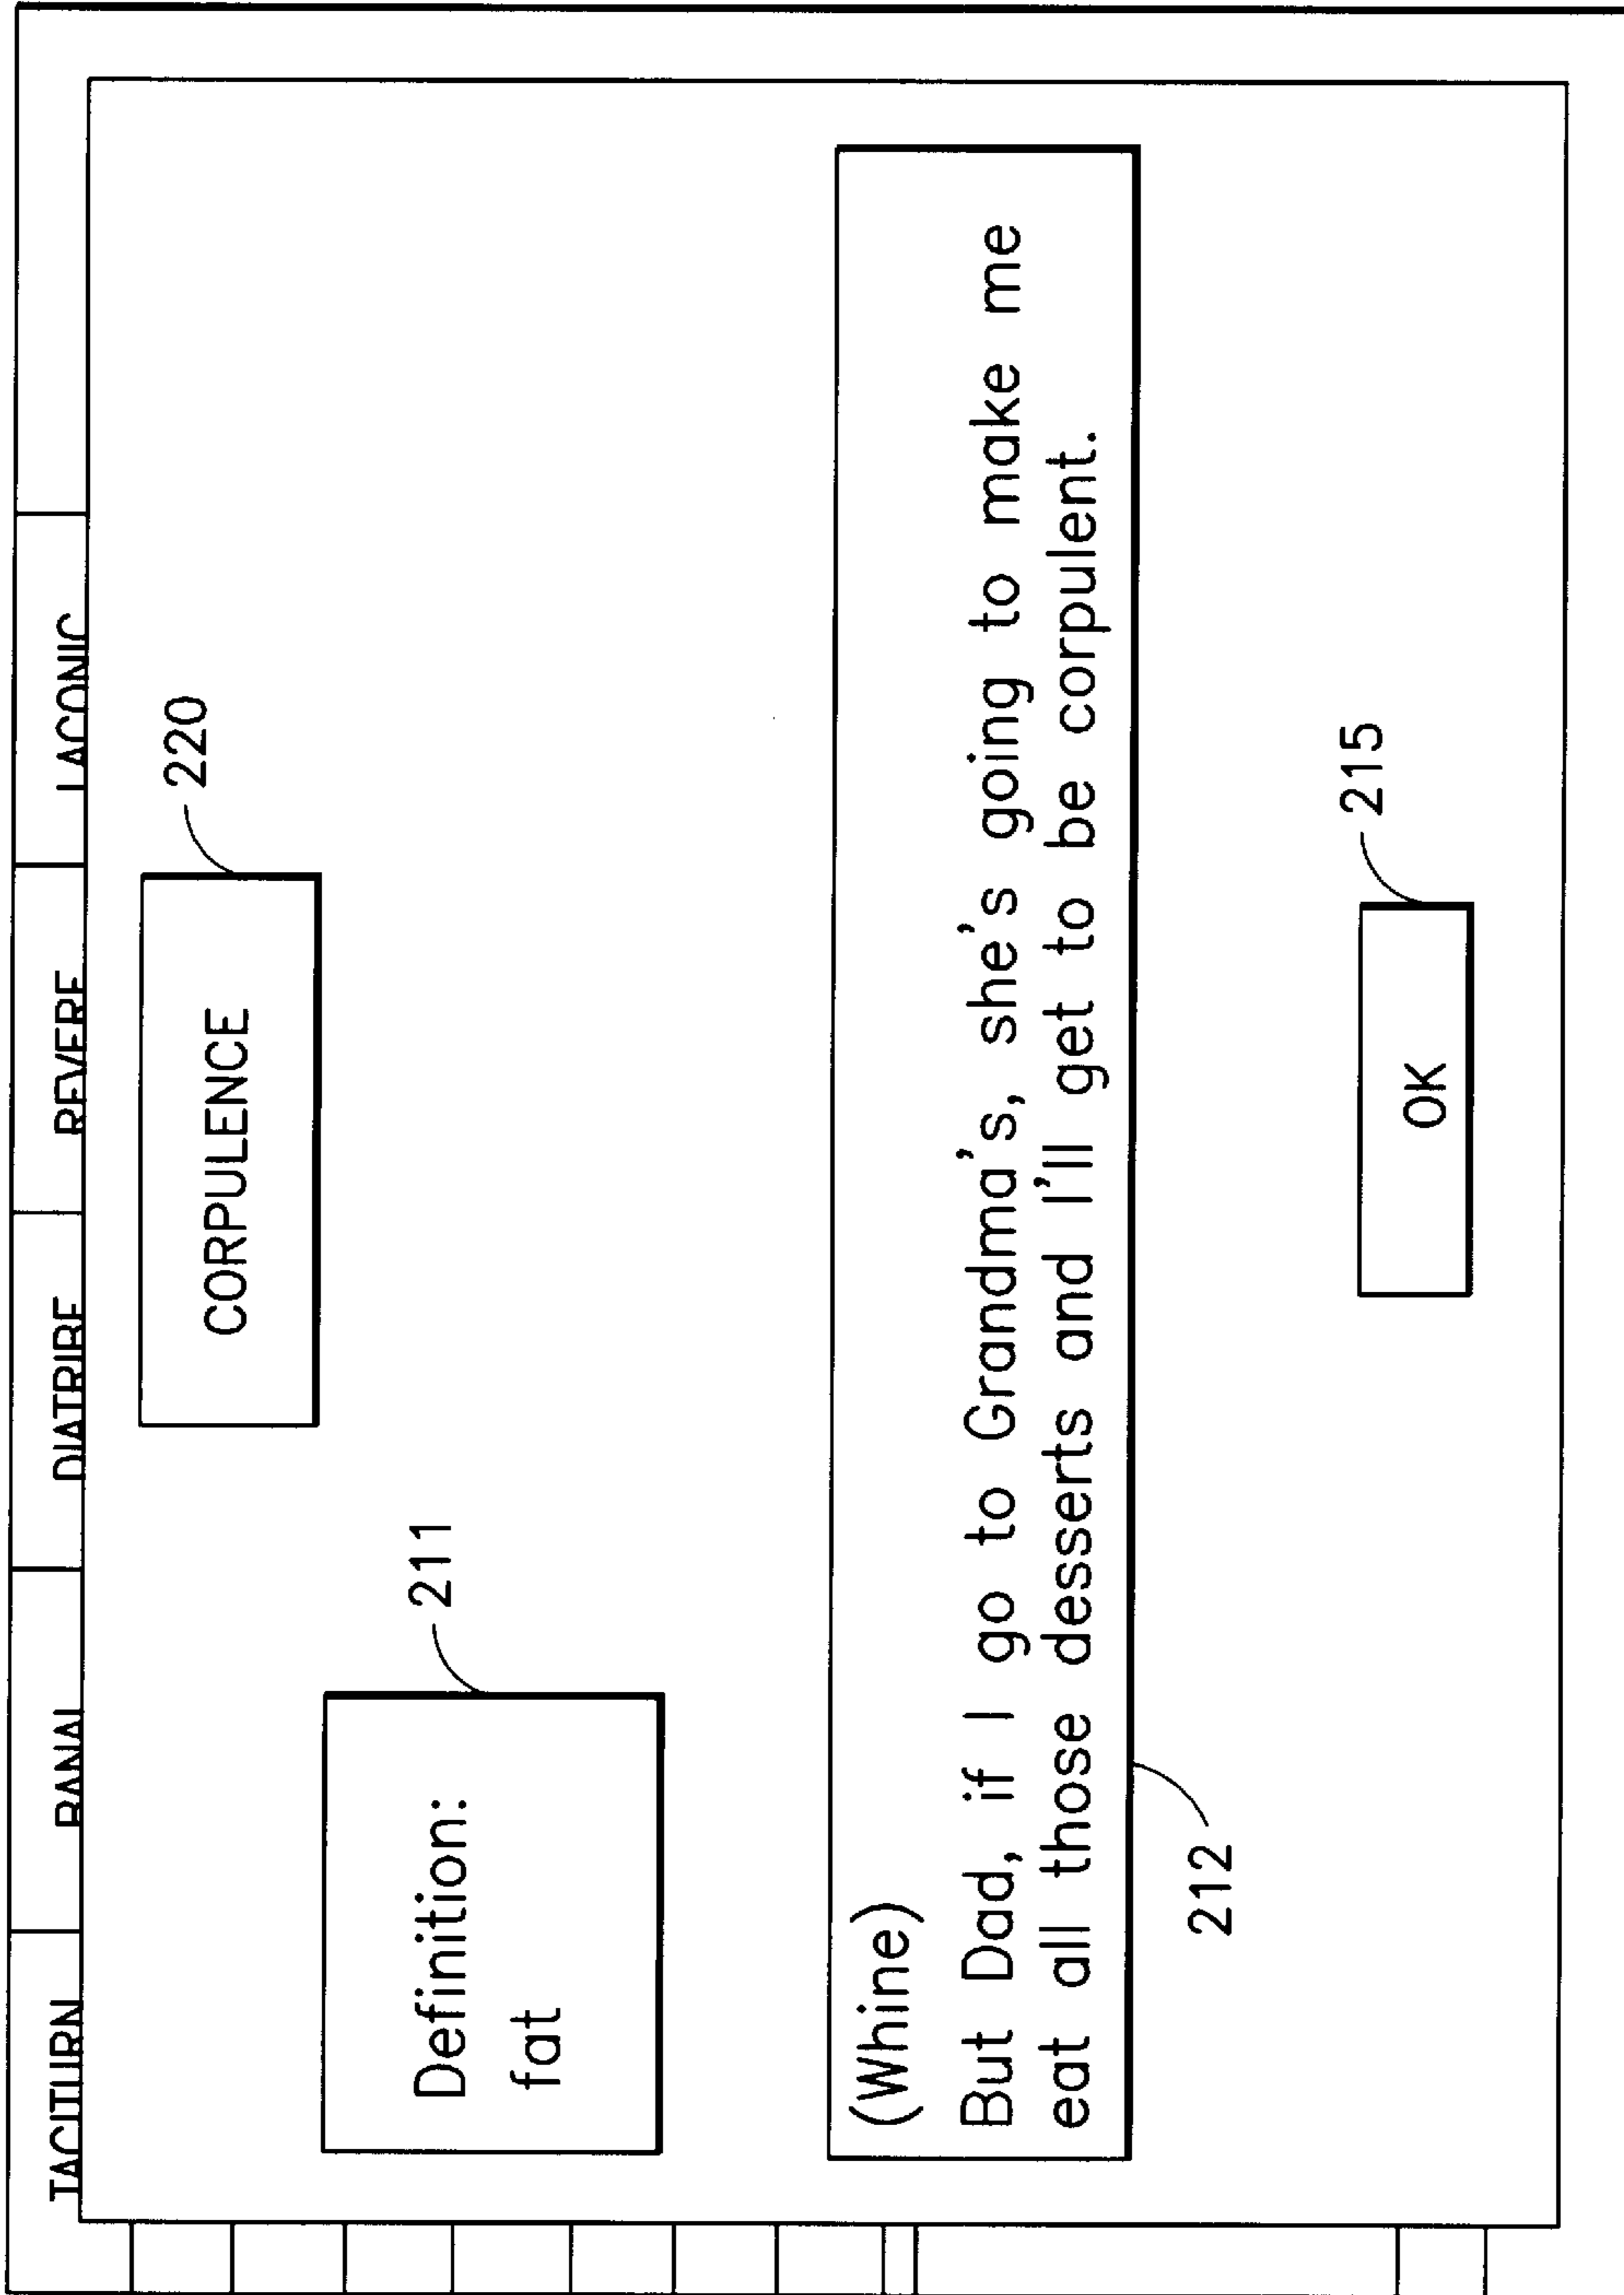 TACITURN BANAL DIATRIBE REVERE LACONIC
CORPULENCE
220
Definition:
fat
211
(Whine)
But Dad, if I go to Grandma's, she's going to make me
eat all those desserts and I'll get to be corpulent.
212
OK
215